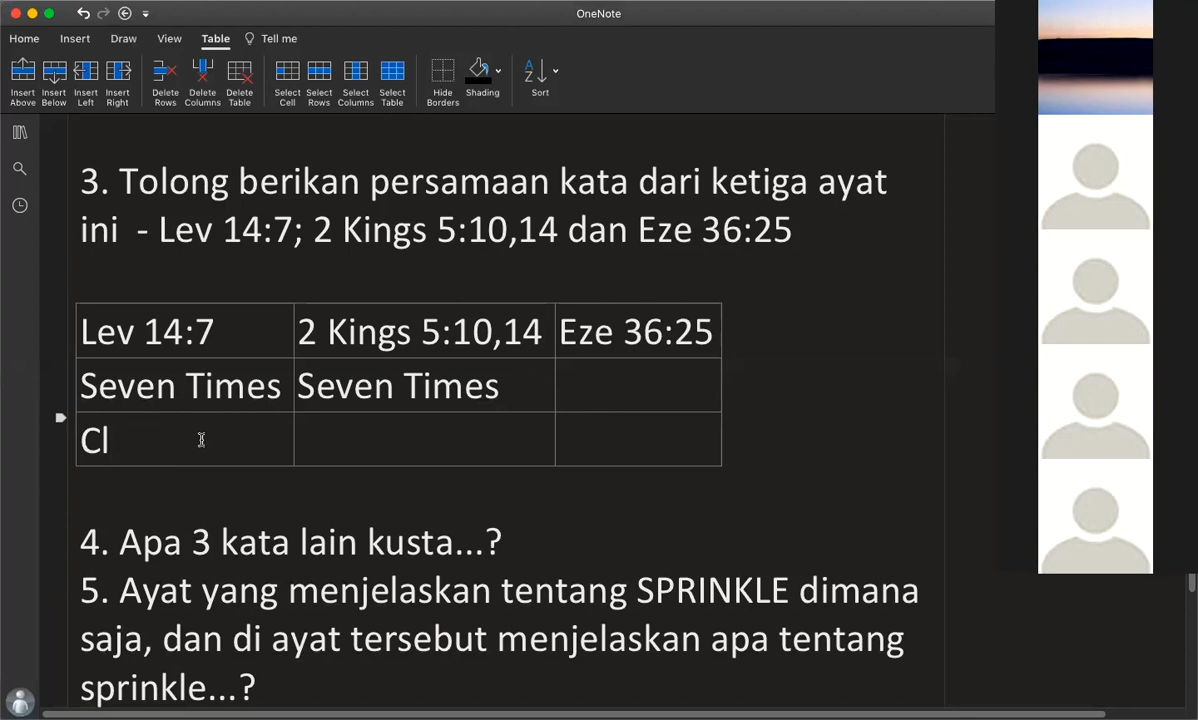 OneNote
Home Insert Draw View Table Tell me
Insert Above Insert Below Insert Left Insert Right Delete Rows Delete Columns Delete Table Select Cell Select Rows Select Columns Select Table Hide Borders Shading A Z Sort
3. Tolong berikan persamaan kata dari ketiga ayat
ini - Lev 14:7; 2 Kings 5:10,14 dan Eze 36:25
Lev 14:7 2 Kings 5:10,14 Eze 36:25
Seven Times Seven Times
Cl
4. Apa 3 kata lain kusta...?
5. Ayat yang menjelaskan tentang SPRINKLE dimana
saja, dan di ayat tersebut menjelaskan apa tentang
sprinkle...?